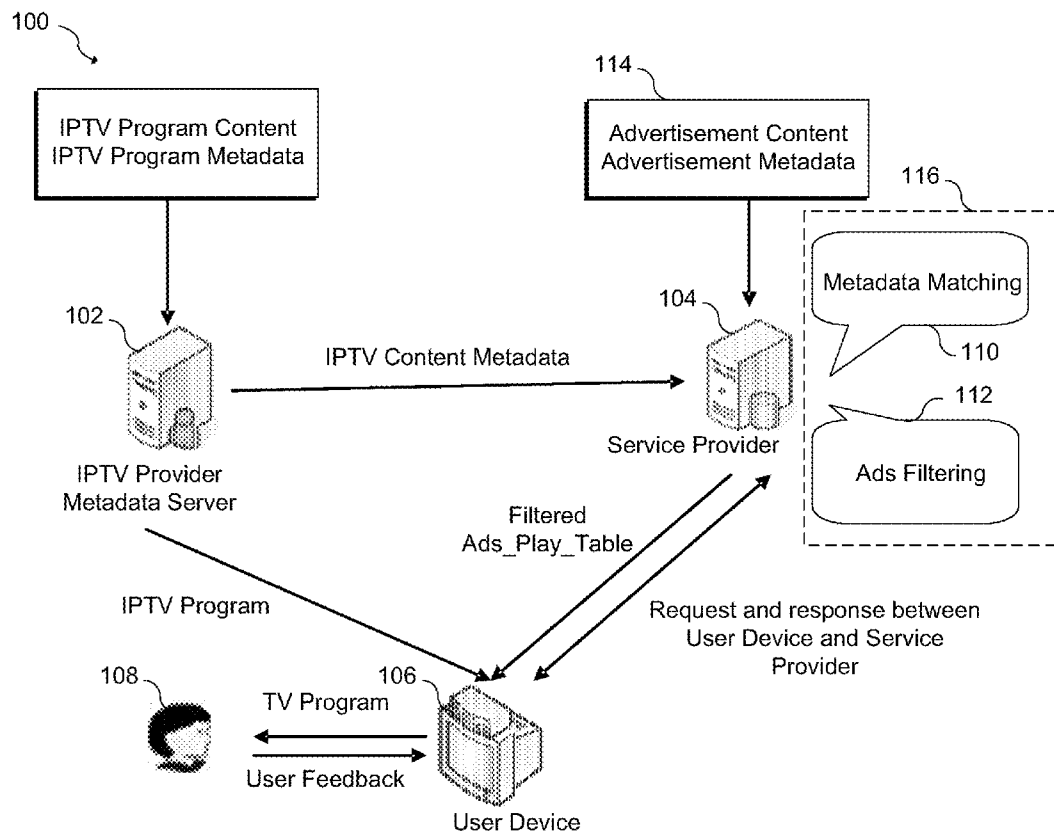 100
114
IPTV Program Content
IPTV Program Metadata
Advertisement Content
Advertisement Metadata
116
102
104
Metadata Matching
110
IPTV Content Metadata
112
Service Provider
IPTV Provider
Metadata Server
Ads Filtering
Filtered
Ads_Play_Table
IPTV Program
Request and response between
User Device and Service
Provider
108
106
TV Program
User Feedback
User Device